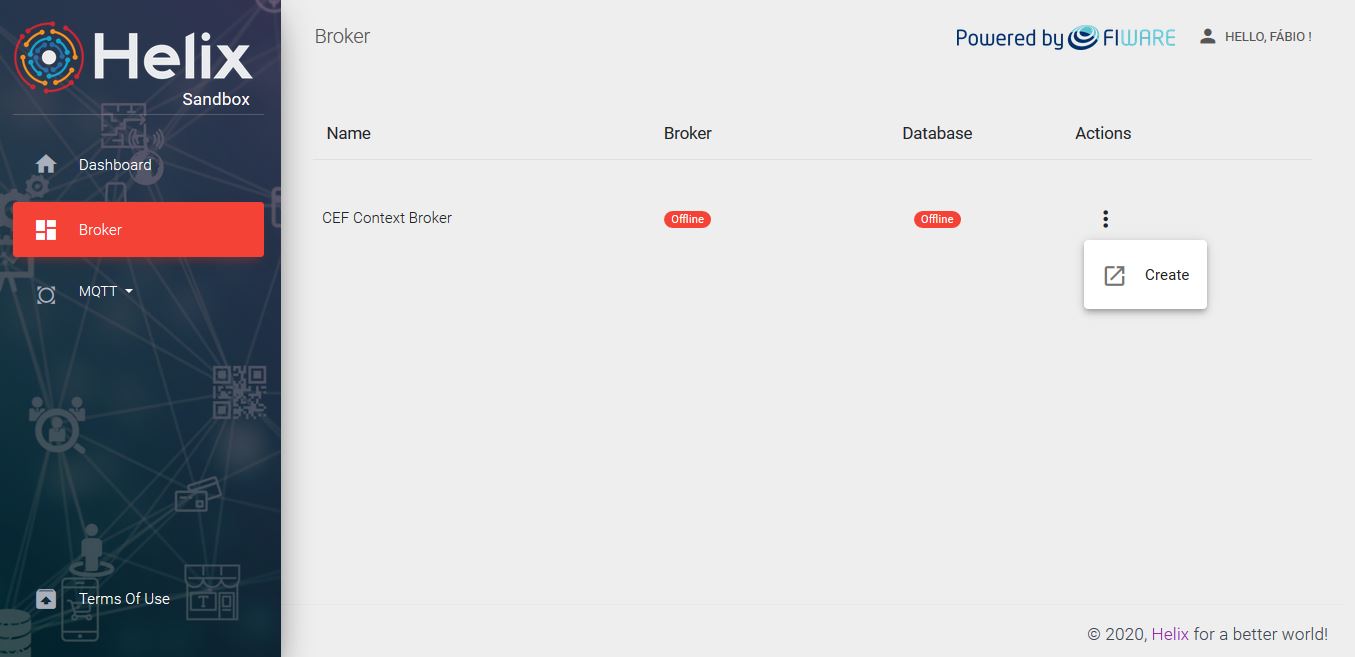 Helix
Sandbox
Dashboard
Broker
MQTT
Terms Of Use
Broker
Powered by FIWARE
HELLO, FÁBIO !
Name Broker Database Actions
CEF Context Broker Offline Offline
Create
© 2020, Helix for a better world!